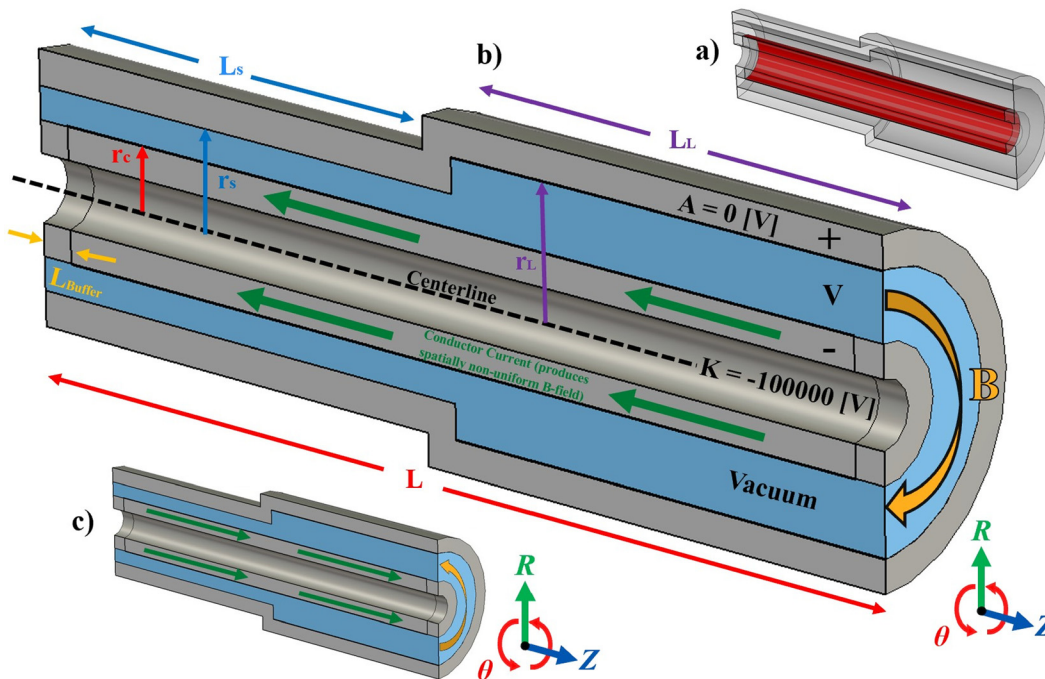 a)
b)
Ls
LL
rc
rs
A = 0 [V]
+
rL
V
Centerline
LBuffer
-
Conductor Current (produces
spatially non-uniform B-field)
K = -100000 [V]
B
L
Vacuum
c)
R
θ
Z
R
θ
Z